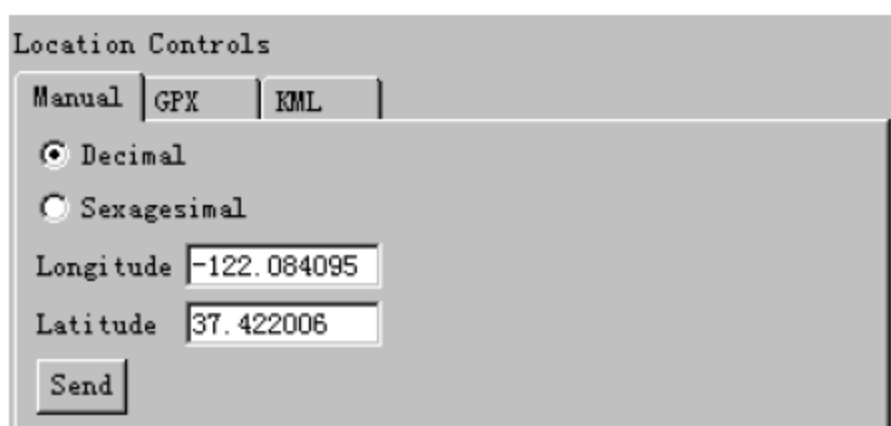 Location Controls
Manual GPX KML
Decimal
Sexagesimal
Longitude -122.084095
Latitude 37.422006
Send